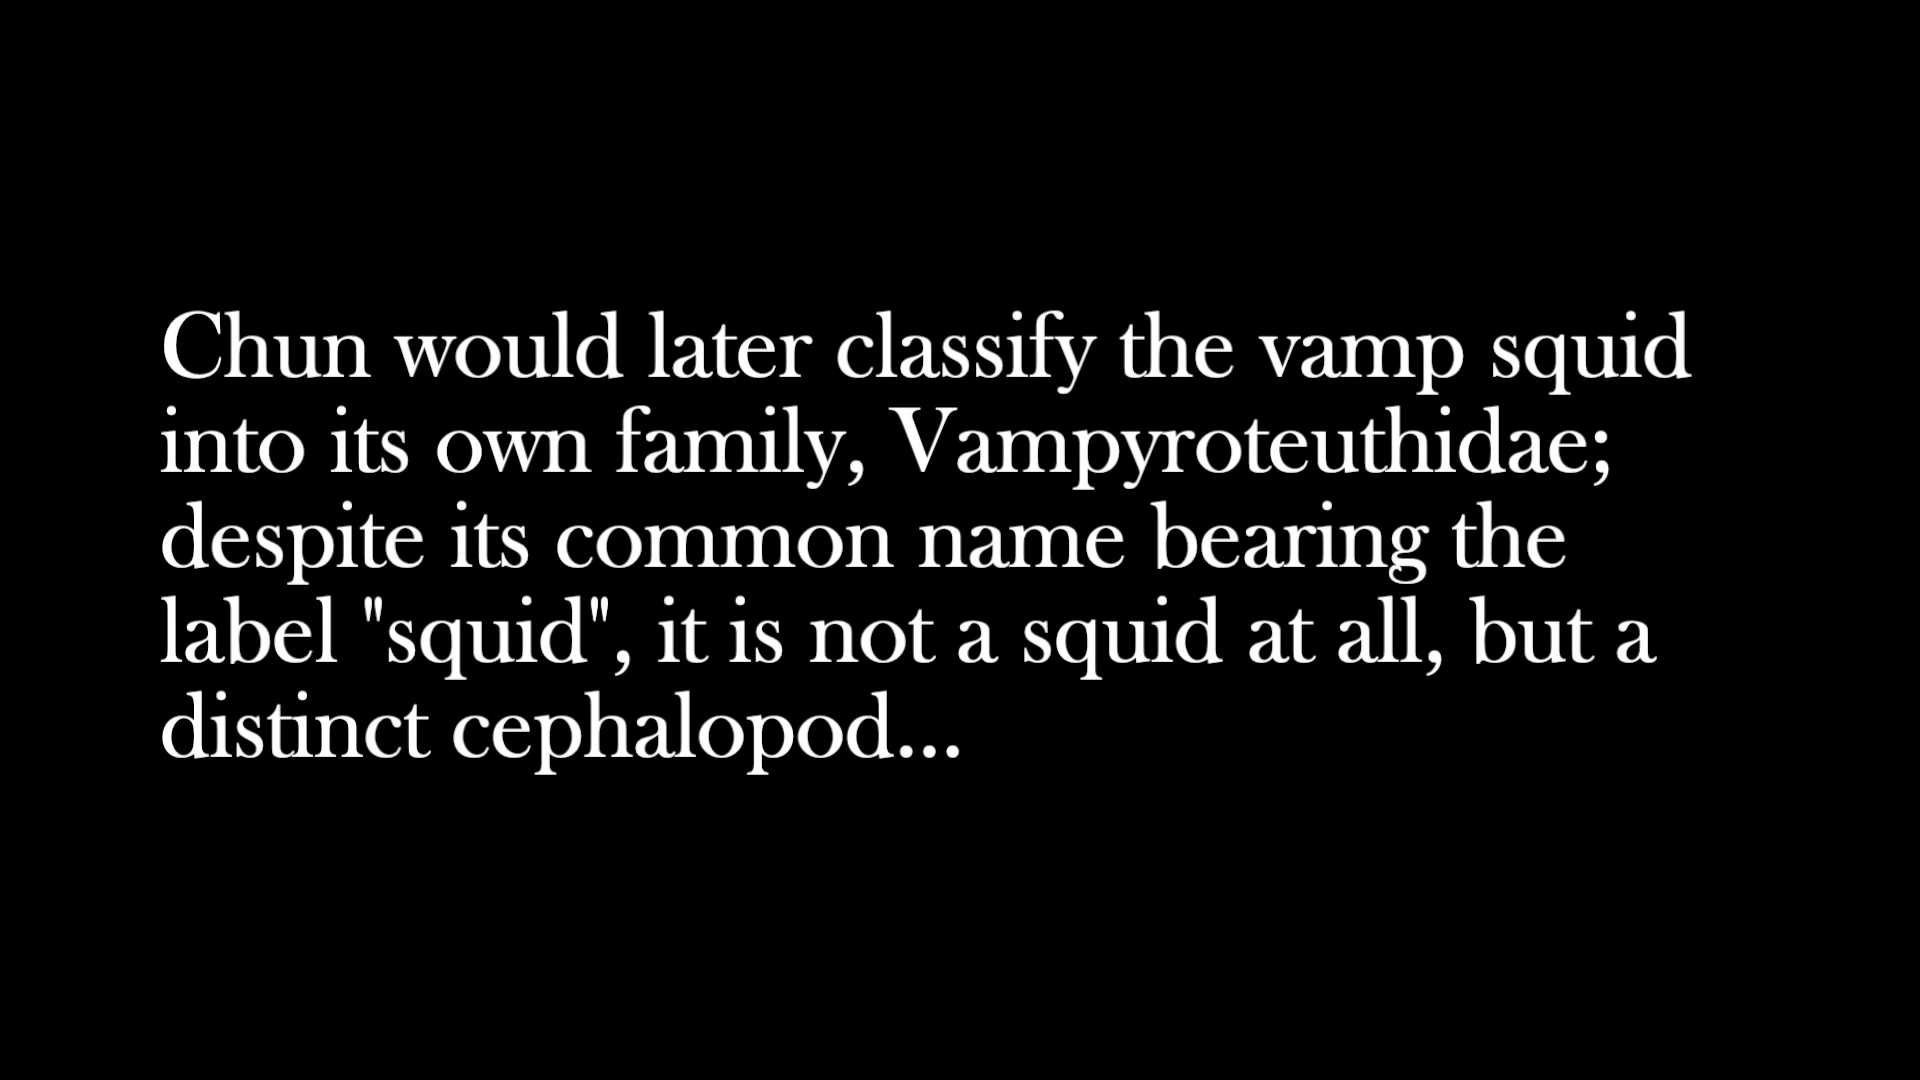 Chun would later classify the vamp squid
into its own family, Vampyroteuthidae;
despite its common name bearing the
label "squid", it is not a squid at all, but a
distinct cephalopod...